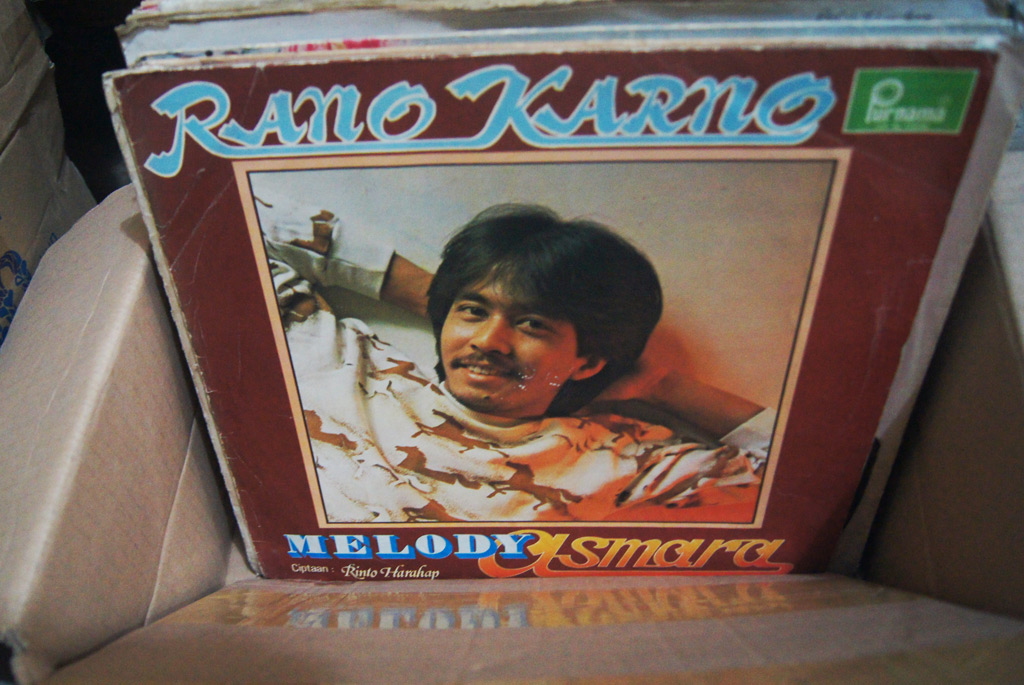 RANO KARNO
Purnama
MELODY Asmara
Ciptaan : Rinto Harahap